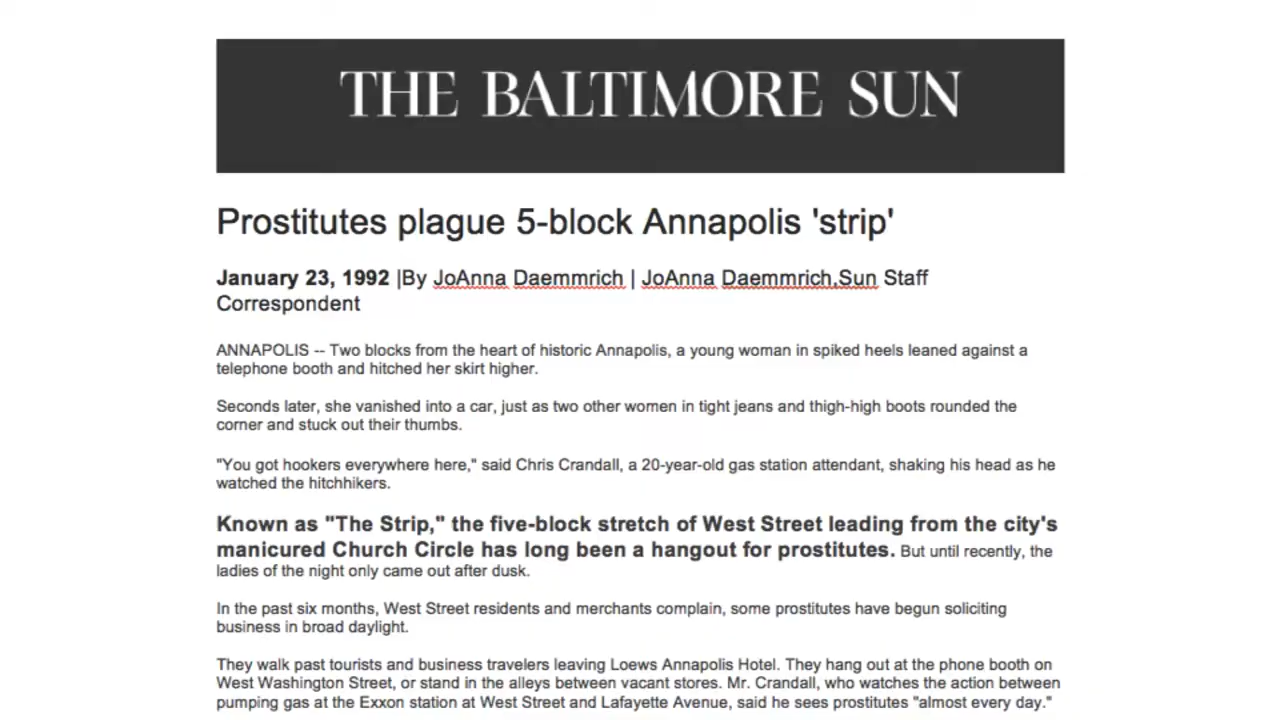 THE BALTIMORE SUN
Prostitutes plague 5-block Annapolis 'strip'
January 23, 1992 |By JoAnna Daemmrich | JoAnna Daemmrich,Sun Staff
Correspondent
ANNAPOLIS -- Two blocks from the heart of historic Annapolis, a young woman in spiked heels leaned against a
telephone booth and hitched her skirt higher.
Seconds later, she vanished into a car, just as two other women in tight jeans and thigh-high boots rounded the
corner and stuck out their thumbs.
"You got hookers everywhere here," said Chris Crandall, a 20-year-old gas station attendant, shaking his head as he
watched the hitchhikers.
Known as "The Strip," the five-block stretch of West Street leading from the city's
manicured Church Circle has long been a hangout for prostitutes. But until recently, the
ladies of the night only came out after dusk.
In the past six months, West Street residents and merchants complain, some prostitutes have begun soliciting
business in broad daylight.
They walk past tourists and business travelers leaving Loews Annapolis Hotel. They hang out at the phone booth on
West Washington Street, or stand in the alleys between vacant stores. Mr. Crandall, who watches the action between
pumping gas at the Exxon station at West Street and Lafayette Avenue, said he sees prostitutes "almost every day."